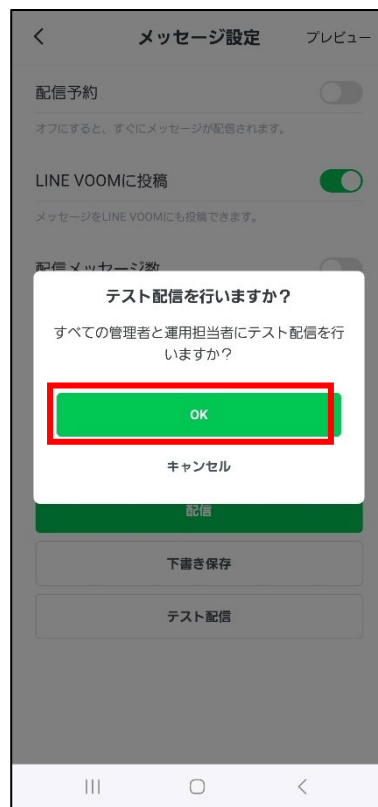 メッセージ設定 プレビュー
配信予約
オフにすると、すぐにメッセージが配信されます。
LINE VOOMに投稿
メッセージをLINE VOOMにも投稿できます。
配信メッセージ数
テスト配信を行いますか？
すべての管理者と運用担当者にテスト配信を行
いますか？
OK
キャンセル
配信
下書き保存
テスト配信